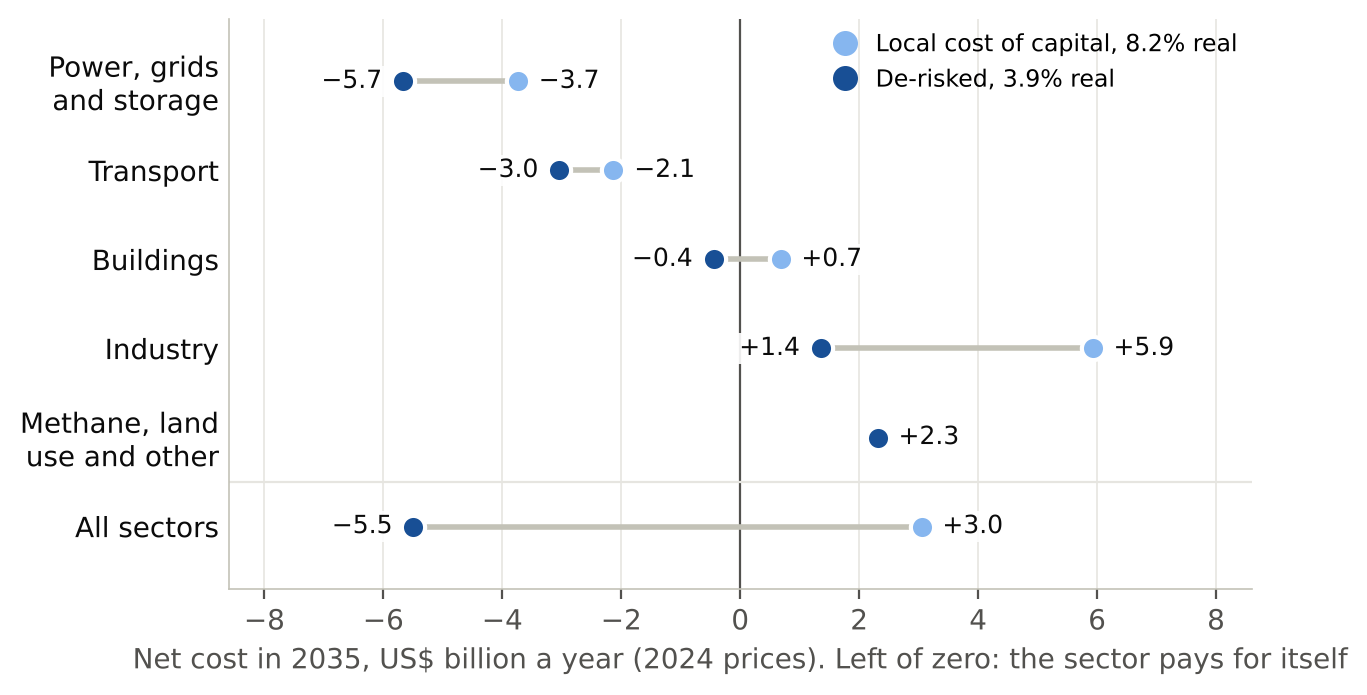 Local cost of capital, 8.2% real
De-risked, 3.9% real
Power, grids
and storage
−5.7
−3.7
Transport
−3.0
−2.1
Buildings
−0.4
+0.7
Industry
+1.4
+5.9
Methane, land
use and other
+2.3
All sectors
−5.5
+3.0
−8 −6 −4 −2 0 2 4 6 8
Net cost in 2035, US$ billion a year (2024 prices). Left of zero: the sector pays for itself